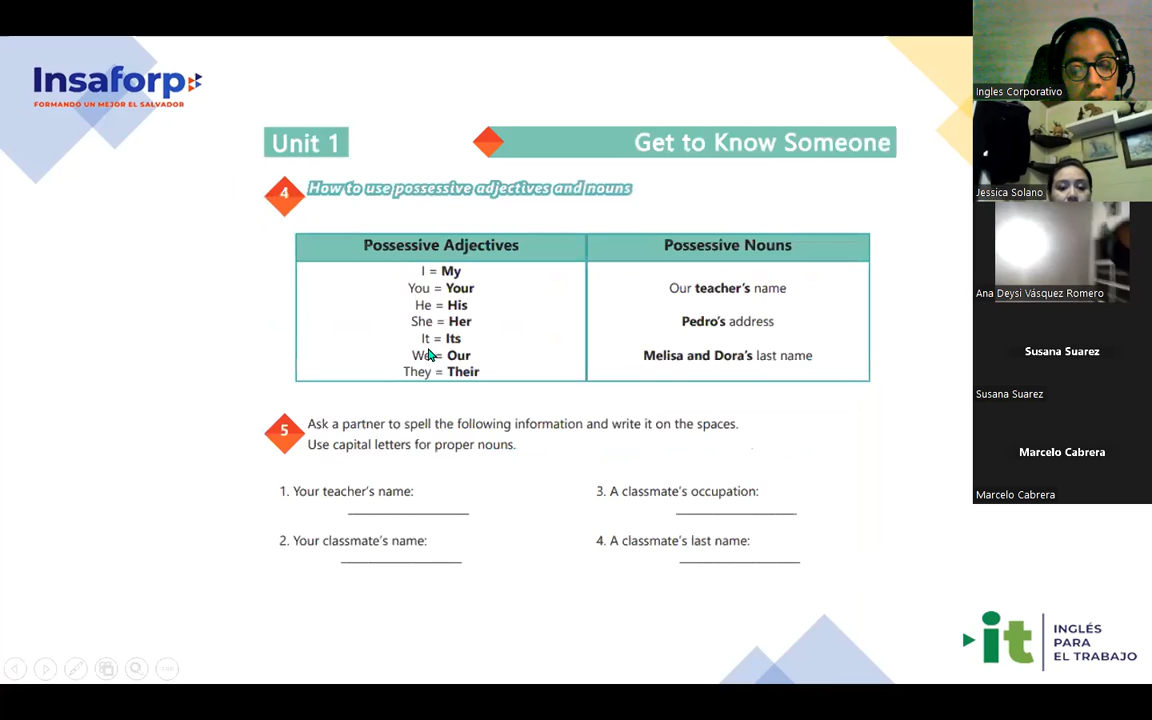 Insaforp
FORMANDO UN MEJOR EL SALVADOR
Unit 1
Get to Know Someone
4
How to use possessive adjectives and nouns
Possessive Adjectives
Possessive Nouns
I = My
You = Your
He = His
She = Her
It = Its
We = Our
They = Their
Our teacher's name
Pedro's address
Melisa and Dora's last name
5
Ask a partner to spell the following information and write it on the spaces.
Use capital letters for proper nouns.
1. Your teacher's name:
3. A classmate's occupation:
2. Your classmate's name:
4. A classmate's last name:
it
INGLÉS
PARA
EL TRABAJO
Ingles Corporativo
Jessica Solano
Ana Deysi Vásquez Romero
Susana Suarez
Susana Suarez
Marcelo Cabrera
Marcelo Cabrera